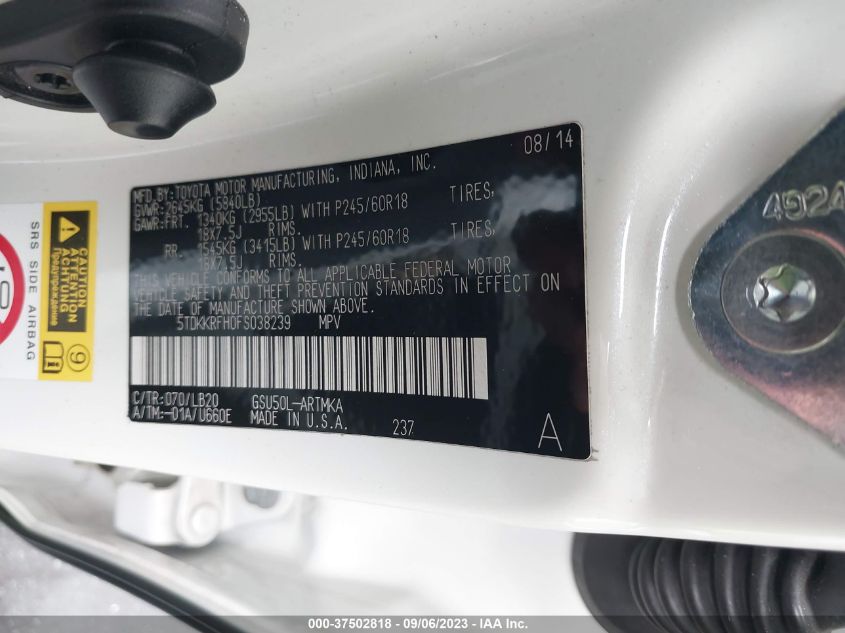 08/14
MFD.BY:TOYOTA MOTOR MANUFACTURING, INDIANA, INC.
GVWR:2645KG (5840LB)
GAWR:FRT. 1340KG (2955LB) WITH P245/60R18 TIRES,
18X7.5J RIMS.
RR. 1545KG (3415LB) WITH P245/60R18 TIRES,
18X7.5J RIMS.
THIS VEHICLE CONFORMS TO ALL APPLICABLE FEDERAL MOTOR
VEHICLE SAFETY AND THEFT PREVENTION STANDARDS IN EFFECT ON
THE DATE OF MANUFACTURE SHOWN ABOVE.
5TDKKRFH0FS038239 MPV
C/TR:070/LB20 GSU50L-ARTMKA
A/TM:-01A/U660E MADE IN U.S.A.
237
A
SRS SIDE AIRBAG
CAUTION
ATTENTION
ACHTUNG
Предупреждение
9
4924
000-37502818 - 09/06/2023 - IAA Inc.